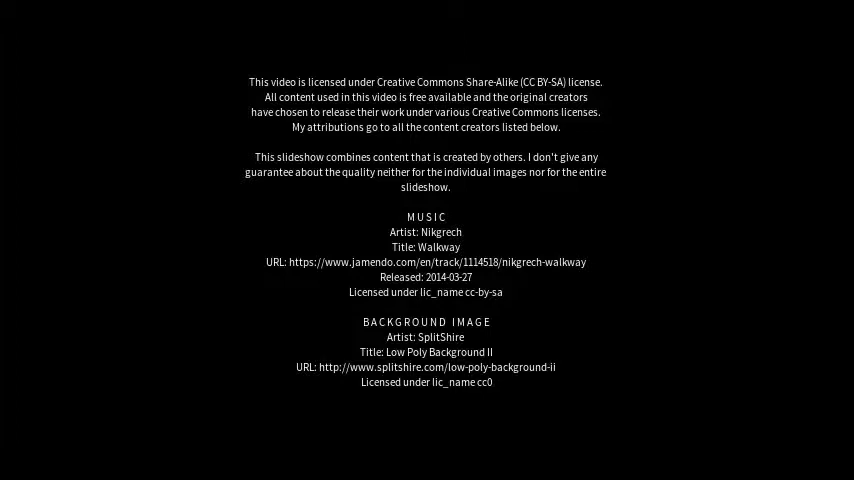 This video is licensed under Creative Commons Share-Alike (CC BY-SA) license.
All content used in this video is free available and the original creators
have chosen to release their work under various Creative Commons licenses.
My attributions go to all the content creators listed below.
This slideshow combines content that is created by others. I don't give any
guarantee about the quality neither for the individual images nor for the entire
slideshow.
MUSIC
Artist: Nikgrech
Title: Walkway
URL: https://www.jamendo.com/en/track/1114518/nikgrech-walkway
Released: 2014-03-27
Licensed under lic_name cc-by-sa
BACKGROUND IMAGE
Artist: SplitShire
Title: Low Poly Background II
URL: http://www.splitshire.com/low-poly-background-ii
Licensed under lic_name cc0